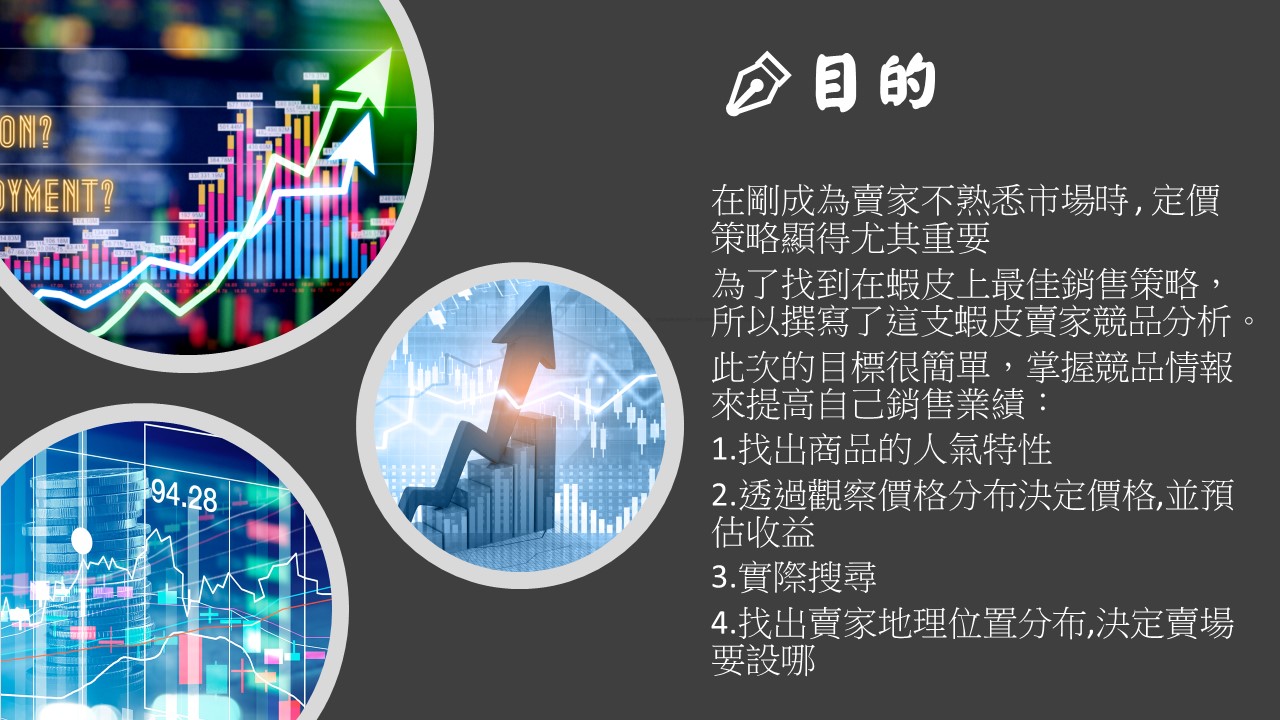 目的
在剛成為賣家不熟悉市場時,定價
策略顯得尤其重要
為了找到在蝦皮上最佳銷售策略，
所以撰寫了這支蝦皮賣家競品分析。
此次的目標很簡單，掌握競品情報
來提高自己銷售業績：
1.找出商品的人氣特性
2.透過觀察價格分布決定價格,並預
估收益
3.實際搜尋
4.找出賣家地理位置分布,決定賣場
要設哪
ON?
OYMENT?
94.28